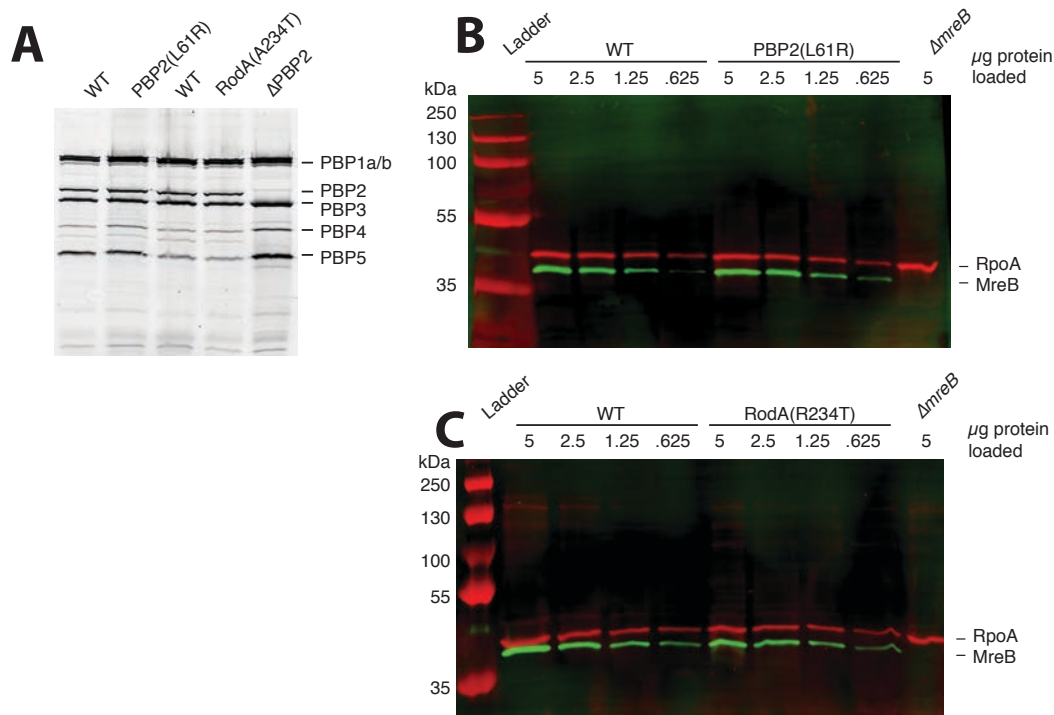 A
WT
PBP2(L61R)
WT
RodA(A234T)
ΔPBP2
PBP1a/b
PBP2
PBP3
PBP4
PBP5
B
Ladder
WT
PBP2(L61R)
ΔmreB
5 2.5 1.25 .625 5 2.5 1.25 .625 5
µg protein
loaded
kDa
250
130
100
55
35
RpoA
MreB
C
Ladder
WT
RodA(R234T)
ΔmreB
5 2.5 1.25 .625 5 2.5 1.25 .625 5
µg protein
loaded
kDa
250
130
100
55
35
RpoA
MreB